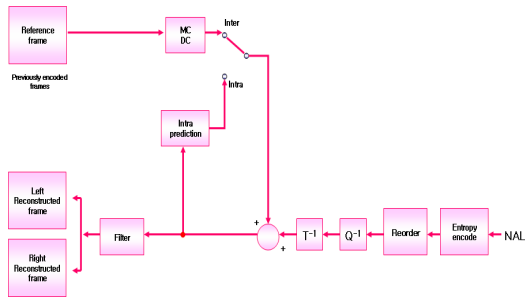 Reference
frame
Previously encoded
frames
MC
DC
Inter
Intra
Intra
prediction
Left
Reconstructed
frame
Right
Reconstructed
frame
Filter
+
+
T-1
Q-1
Reorder
Entropy
encode
NAL